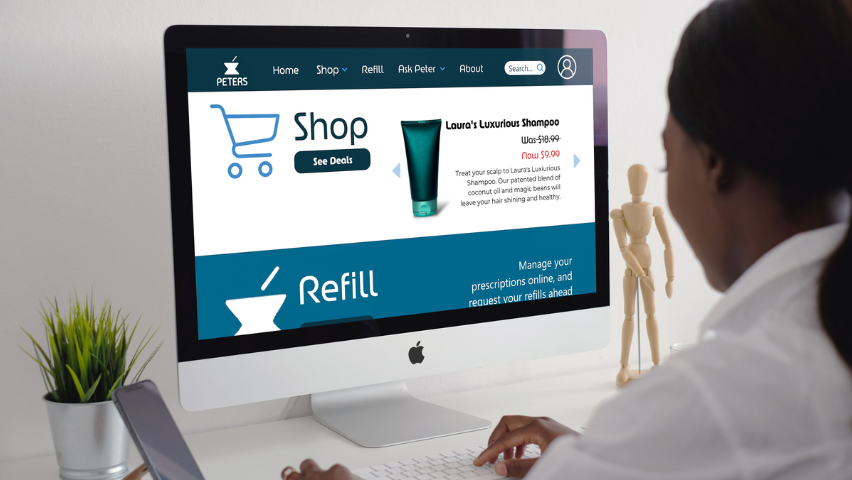 PETERS
Home Shop Refill Ask Peter About Search...
Shop
See Deals
Laura's Luxurious Shampoo
Was $18.99
Now $9.99
Treat your scalp to Laura's Luxiurious
Shampoo. Our patented blend of
coconut oil and magic beans will
leave your hair shining and healthy.
Refill
Manage your
prescriptions online, and
request your refills ahead